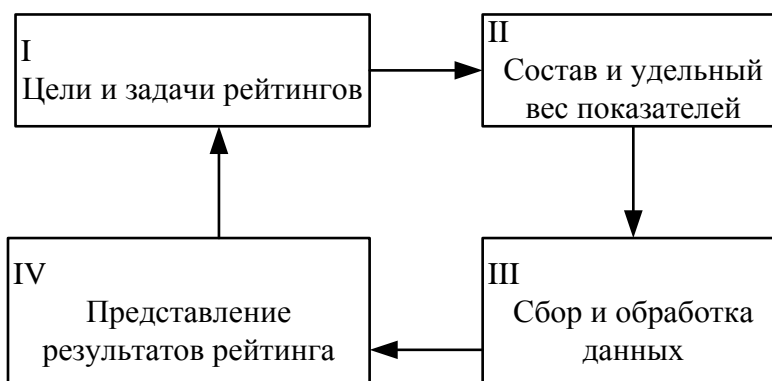 I
Цели и задачи рейтингов
II
Состав и удельный
вес показателей
III
Сбор и обработка
данных
IV
Представление
результатов рейтинга